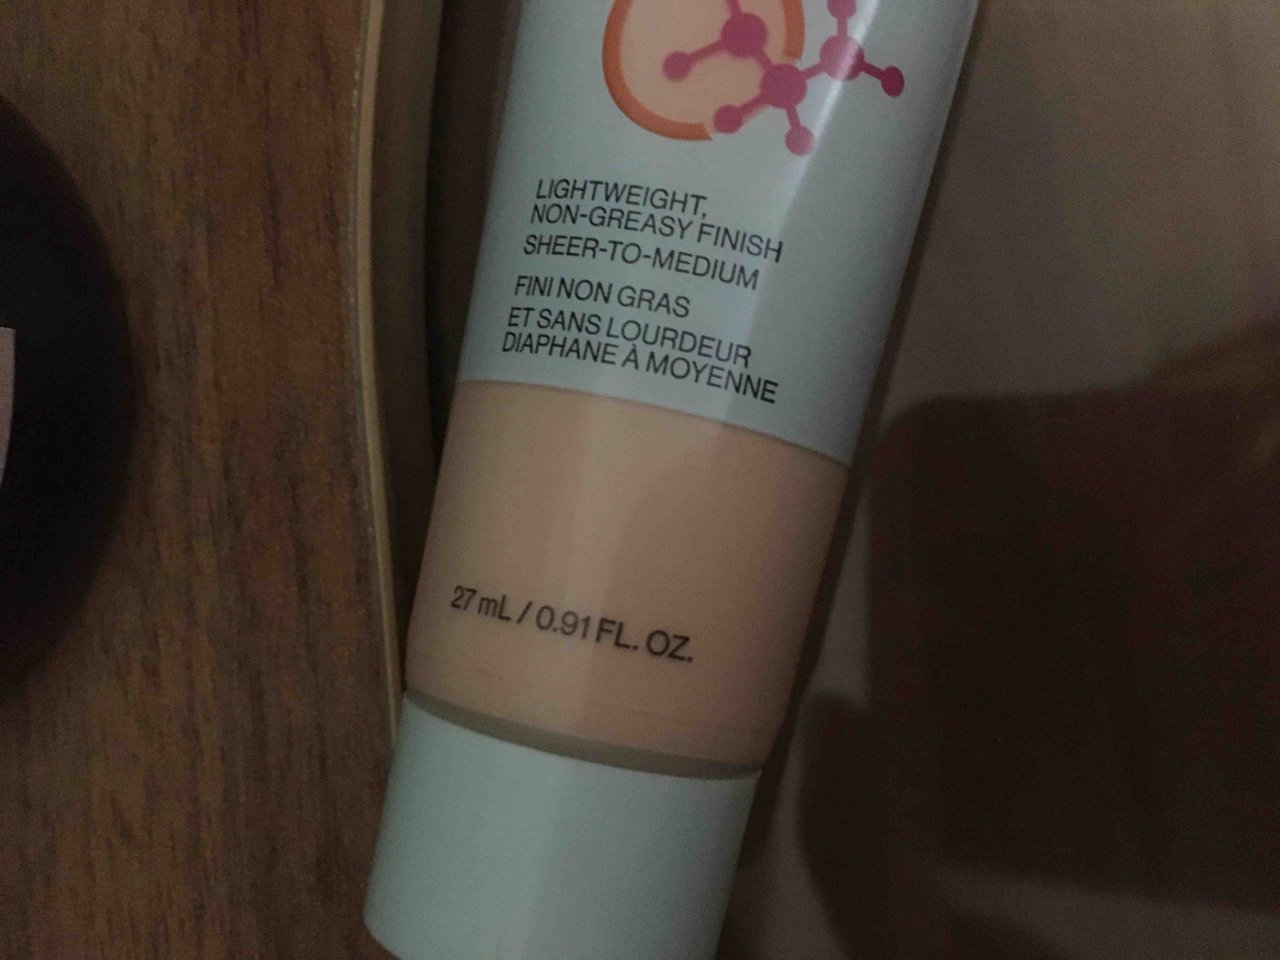 LIGHTWEIGHT,
NON-GREASY FINISH
SHEER-TO-MEDIUM
FINI NON GRAS
ET SANS LOURDEUR
DIAPHANE À MOYENNE
27 mL / 0.91 FL. OZ.